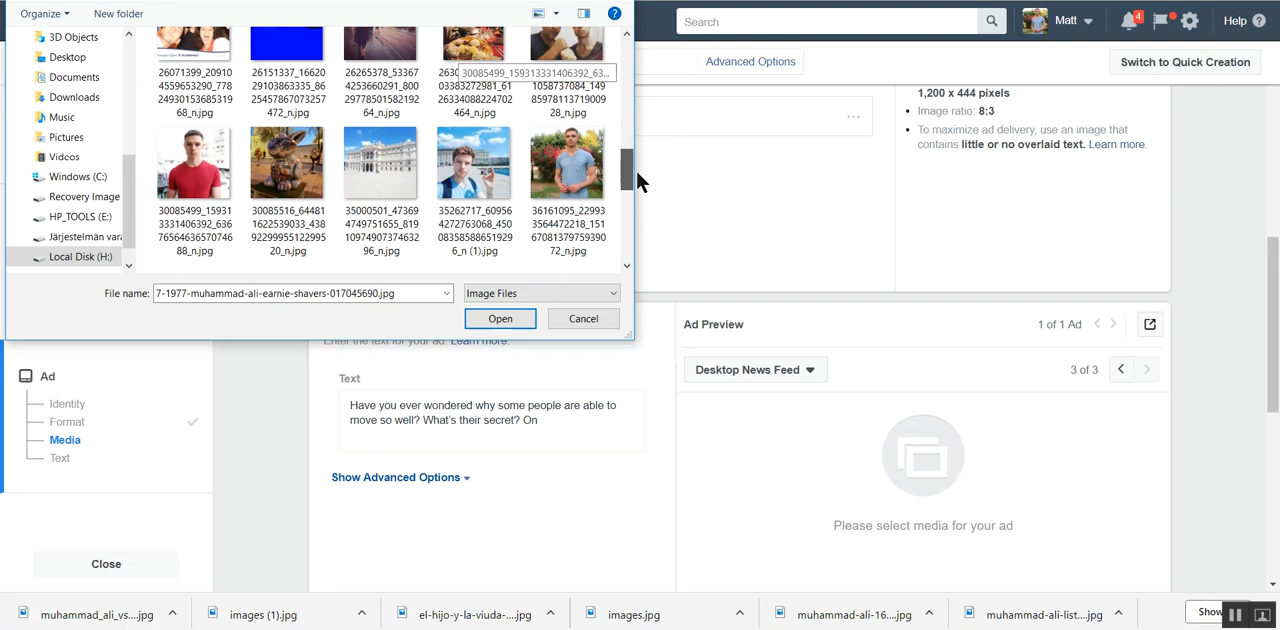 Organize
New folder
Search
Matt
4
Help
3D Objects
Desktop
Documents
Downloads
Music
Pictures
Videos
Windows (C:)
Recovery Image
HP_TOOLS (E:)
Järjestelmän vara
Local Disk (H:)
26071399_20910
4559653290_778
24930153685319
68_n.jpg
26151337_16620
29103863335_86
25457867073257
472_n.jpg
26265378_53367
4253660291_800
29778501582192
64_n.jpg
2630
03383272981_61
26334088224702
464_n.jpg
30085499_159313331406392_63...
1058737084_149
85978113719009
28_n.jpg
30085499_15931
3331406392_636
76564636570746
88_n.jpg
30085516_64481
1622539033_438
92299955122995
20_n.jpg
35000501_47369
4749751655_819
10974907374632
96_n.jpg
35262717_60956
4272763068_450
08358588651929
6_n (1).jpg
36161095_22993
3564472218_151
67081379759390
72_n.jpg
File name:
7-1977-muhammad-ali-earnie-shavers-017045690.jpg
Image Files
Open
Cancel
Advanced Options
Switch to Quick Creation
1,200 x 444 pixels
• Image ratio: 8:3
• To maximize ad delivery, use an image that
contains little or no overlaid text. Learn more.
Enter the text for your ad. Learn more.
Text
Have you ever wondered why some people are able to
move so well? What's their secret? On
Show Advanced Options
Ad Preview
1 of 1 Ad
Desktop News Feed
3 of 3
Please select media for your ad
Ad
Identity
Format
Media
Text
Close
muhammad_ali_vs....jpg
images (1).jpg
el-hijo-y-la-viuda-....jpg
images.jpg
muhammad-ali-16....jpg
muhammad-ali-list....jpg
Show